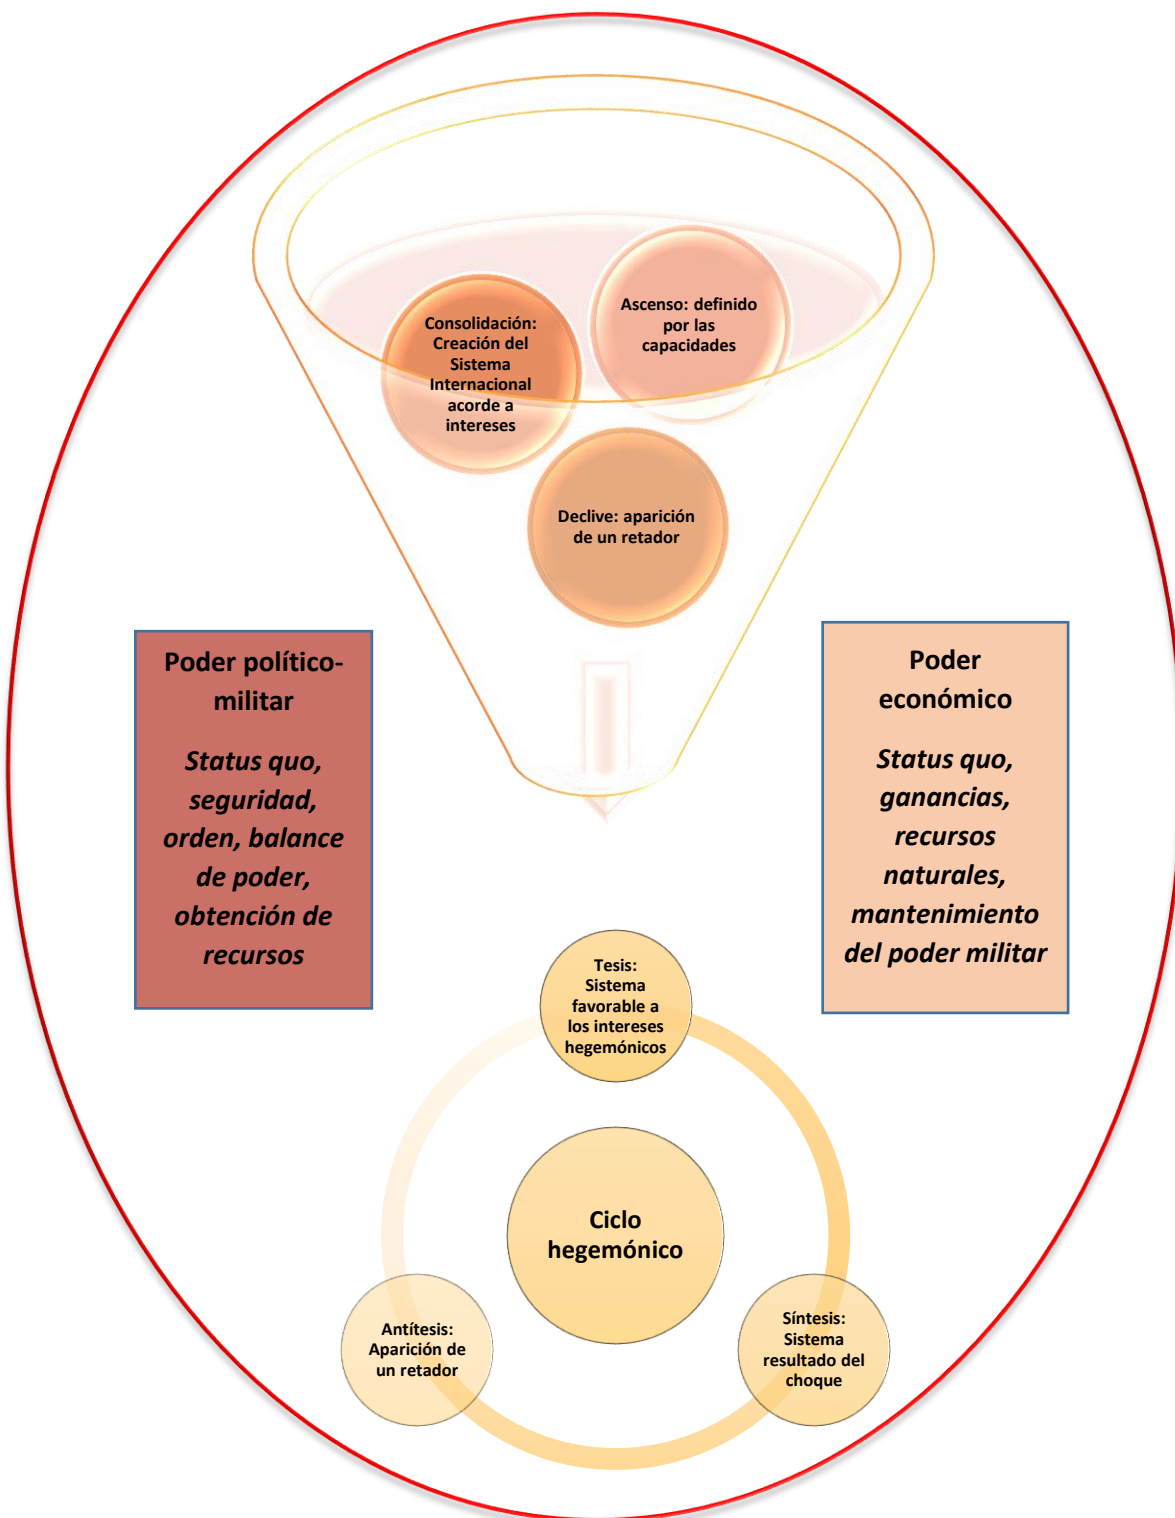 Ascenso: definido
por las
capacidades
Consolidación:
Creación del
Sistema
Internacional
acorde a
intereses
Declive: aparición
de un retador
Poder político-
militar
Status quo,
seguridad,
orden, balance
de poder,
obtención de
recursos
Poder
económico
Status quo,
ganancias,
recursos
naturales,
mantenimiento
del poder militar
Tesis:
Sistema
favorable a
los intereses
hegemónicos
Ciclo
hegemónico
Antítesis:
Aparición de
un retador
Síntesis:
Sistema
resultado del
choque